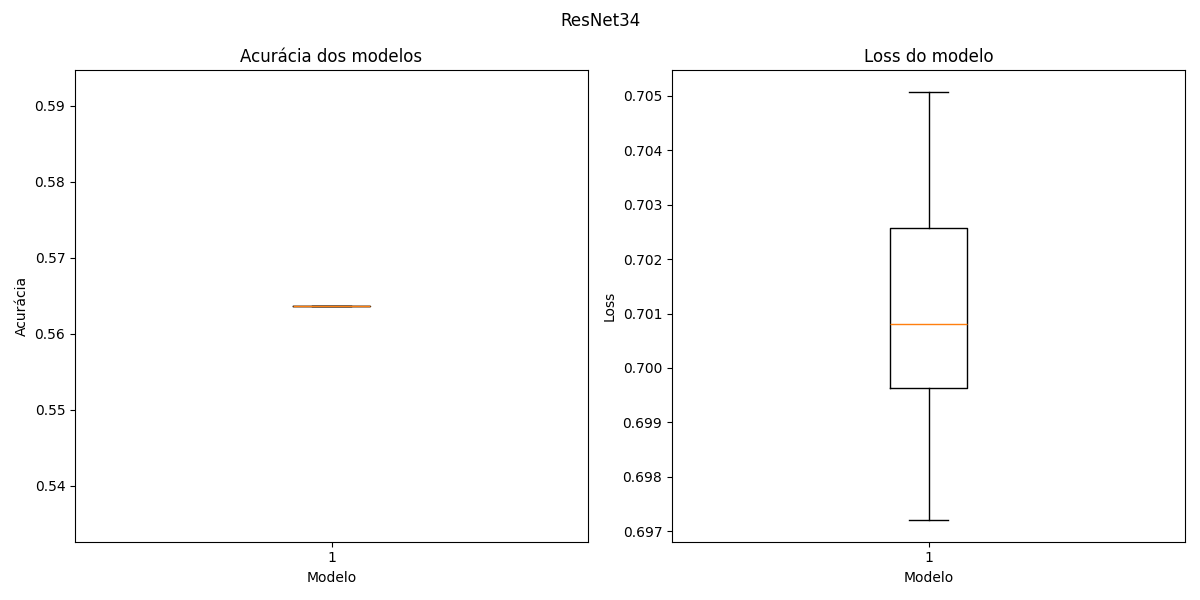 ResNet34
Acurácia dos modelos
Acurácia
0.59
0.58
0.57
0.56
0.55
0.54
1
Modelo
Loss do modelo
Loss
0.705
0.704
0.703
0.702
0.701
0.700
0.699
0.698
0.697
1
Modelo